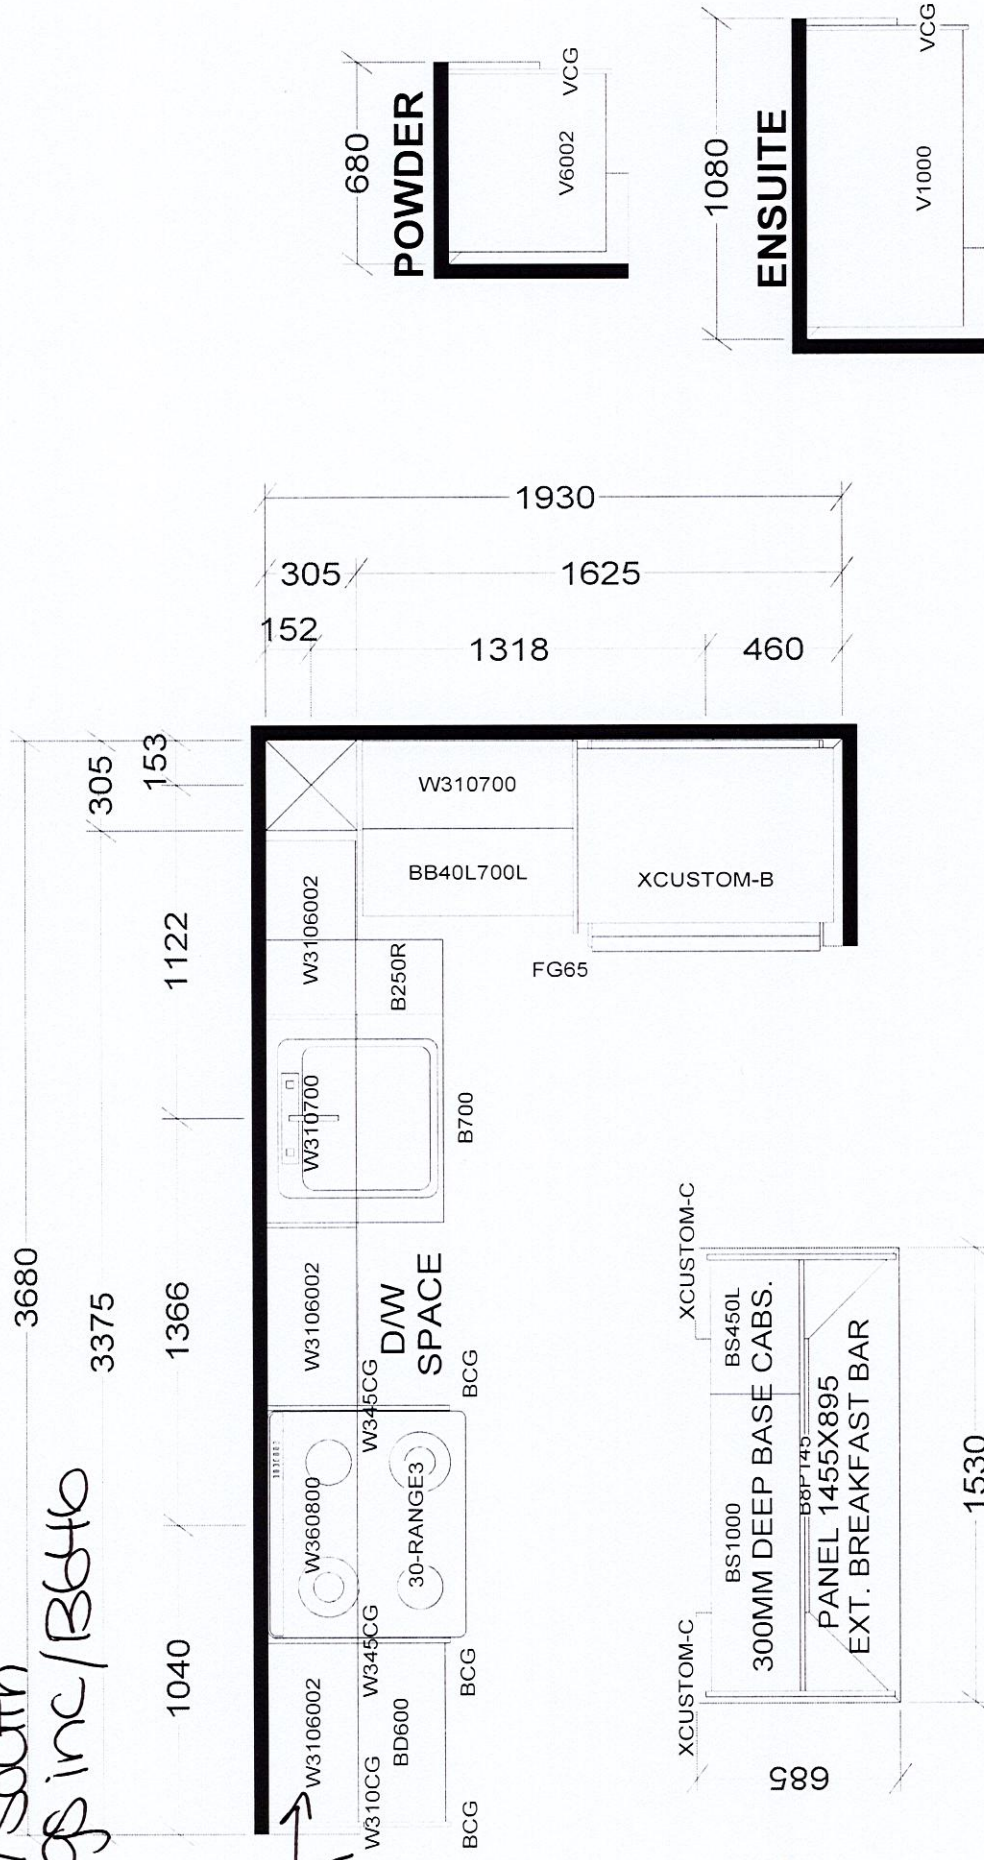 680
POWDER
V6002
VCG
1080
ENSUITE
V1000
VCG
1930
305
1625
152
1318
460
3680
305
153
3375
1122
1366
1040
W310700
BB40L700L
XCUSTOM-B
FG65
W3106002
B250R
W310700
B700
W3106002
D/W
SPACE
W345CG
BCG
W360800
30-RANGE3
W345CG
BCG
W3106002
BD600
W310CG
BCG
XCUSTOM-C
BS450L
BS1000
300MM DEEP BASE CABS.
PANEL 1455X895
EXT. BREAKFAST BAR
XCUSTOM-C
685
1530
South
inc/B646